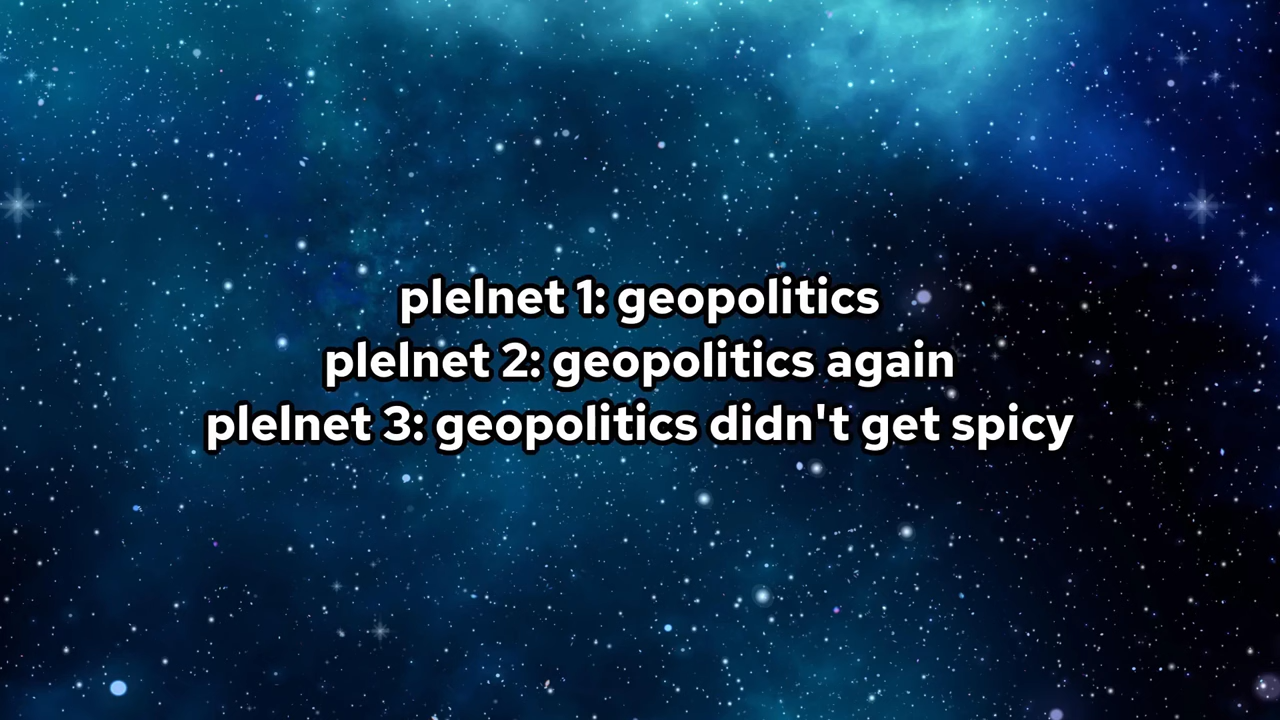 plelnet 1: geopolitics
plelnet 2: geopolitics again
plelnet 3: geopolitics didn't get spicy